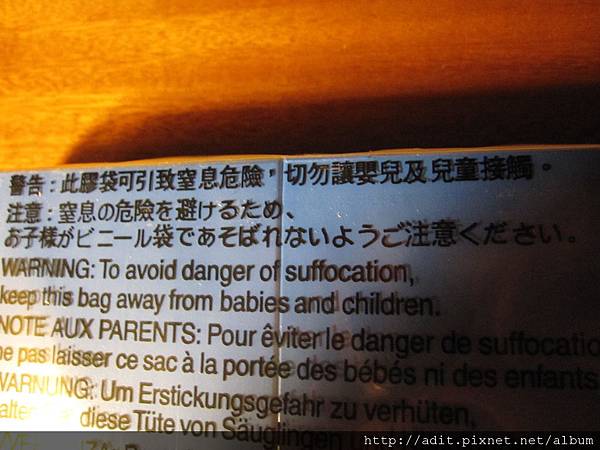 警告：此膠袋可引致窒息危險，切勿讓嬰兒及兒童接觸。
注意：窒息の危險を避けるため、
お子様がビニール袋であそばれないようご注意ください。
WARNING: To avoid danger of suffocation,
keep this bag away from babies and children.
NOTE AUX PARENTS: Pour éviter le danger de suffocatio
ne pas laisser ce sac à la portée des bébés ni des enfants
WARNUNG: Um Erstickungsgefahr zu verhüten,
diese Tüte von Säuglingen
http://adit.pixnet.net/album